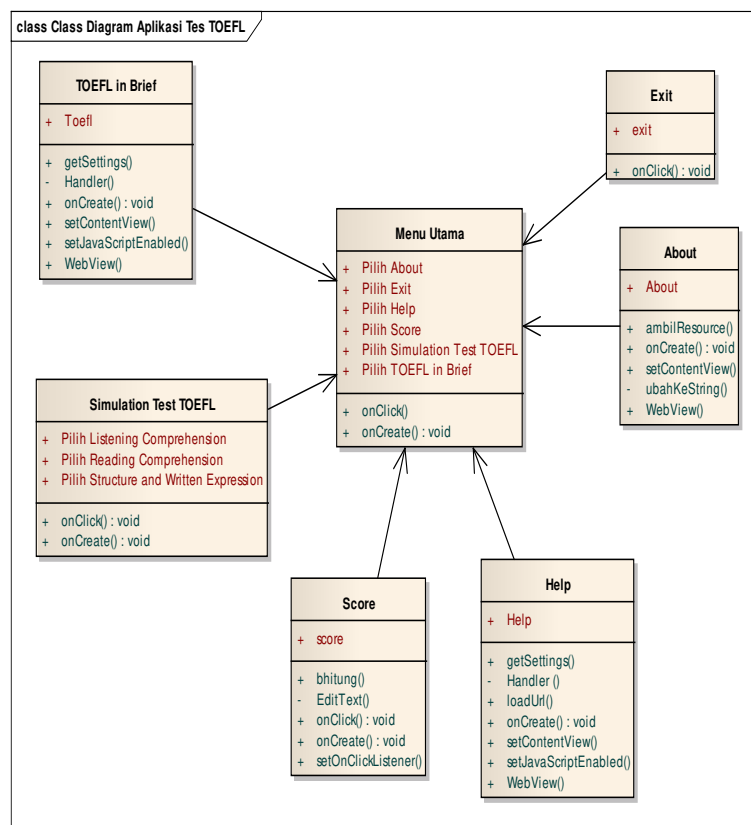 class Class Diagram Aplikasi Tes TOEFL
TOEFL in Brief
+ Toefl
+ getSettings()
- Handler()
+ onCreate() : void
+ setContentView()
+ setJavaScriptEnabled()
+ WebView()
Exit
+ exit
+ onClick() : void
Menu Utama
+ Pilih About
+ Pilih Exit
+ Pilih Help
+ Pilih Score
+ Pilih Simulation Test TOEFL
+ Pilih TOEFL in Brief
+ onClick()
+ onCreate() : void
About
+ About
+ ambilResource()
+ onCreate() : void
+ setContentView()
- ubahKeString()
+ WebView()
Simulation Test TOEFL
+ Pilih Listening Comprehension
+ Pilih Reading Comprehension
+ Pilih Structure and Written Expression
+ onClick() : void
+ onCreate() : void
Score
+ score
+ bhitung()
- EditText()
+ onClick() : void
+ onCreate() : void
+ setOnClickListener()
Help
+ Help
+ getSettings()
- Handler ()
+ loadUrl()
+ onCreate() : void
+ setContentView()
+ setJavaScriptEnabled()
+ WebView()